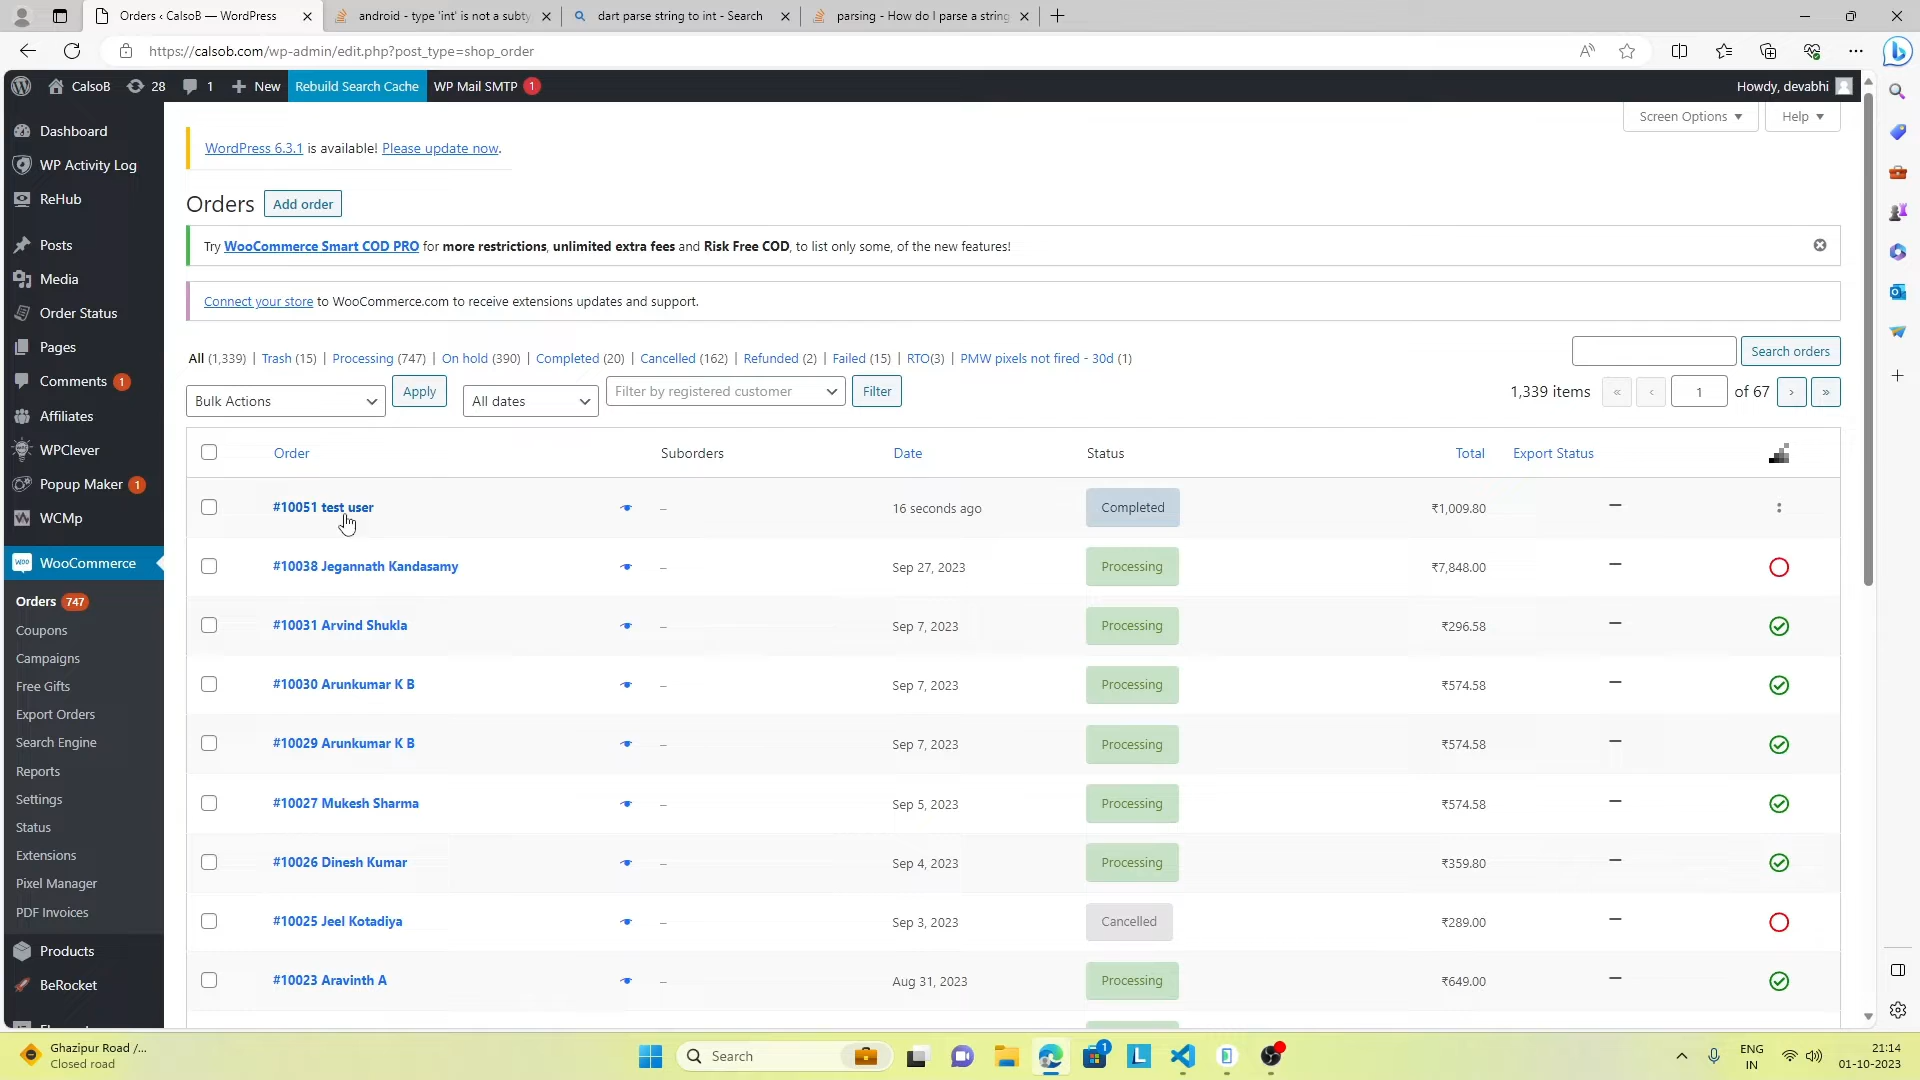 Orders ‹ CalsoB — WordPress
android - type 'int' is not a subty
dart parse string to int - Search
parsing - How do I parse a string
https://calsob.com/wp-admin/edit.php?post_type=shop_order
CalsoB 28 1 New Rebuild Search Cache WP Mail SMTP 1
Howdy, devabhi
Screen Options Help
WordPress 6.3.1 is available! Please update now.
Dashboard
WP Activity Log
ReHub
Posts
Media
Order Status
Pages
Comments 1
Affiliates
WPClever
Popup Maker 1
WCMp
WooCommerce
Orders 747
Coupons
Campaigns
Free Gifts
Export Orders
Search Engine
Reports
Settings
Status
Extensions
Pixel Manager
PDF Invoices
Products
BeRocket
Orders Add order
Try WooCommerce Smart COD PRO for more restrictions, unlimited extra fees and Risk Free COD, to list only some, of the new features!
Connect your store to WooCommerce.com to receive extensions updates and support.
All (1,339) | Trash (15) | Processing (747) | On hold (390) | Completed (20) | Cancelled (162) | Refunded (2) | Failed (15) | RTO(3) | PMW pixels not fired - 30d (1)
Search orders
Bulk Actions Apply All dates Filter by registered customer Filter
1,339 items « ‹ 1 of 67 › »
Order Suborders Date Status Total Export Status
#10051 test user – 16 seconds ago Completed ₹1,009.80 —
#10038 Jegannath Kandasamy – Sep 27, 2023 Processing ₹7,848.00 —
#10031 Arvind Shukla – Sep 7, 2023 Processing ₹296.58 —
#10030 Arunkumar K B – Sep 7, 2023 Processing ₹574.58 —
#10029 Arunkumar K B – Sep 7, 2023 Processing ₹574.58 —
#10027 Mukesh Sharma – Sep 5, 2023 Processing ₹574.58 —
#10026 Dinesh Kumar – Sep 4, 2023 Processing ₹359.80 —
#10025 Jeel Kotadiya – Sep 3, 2023 Cancelled ₹289.00 —
#10023 Aravinth A – Aug 31, 2023 Processing ₹649.00 —
Ghazipur Road /...
Closed road
Search
1
ENG
IN
21:14
01-10-2023